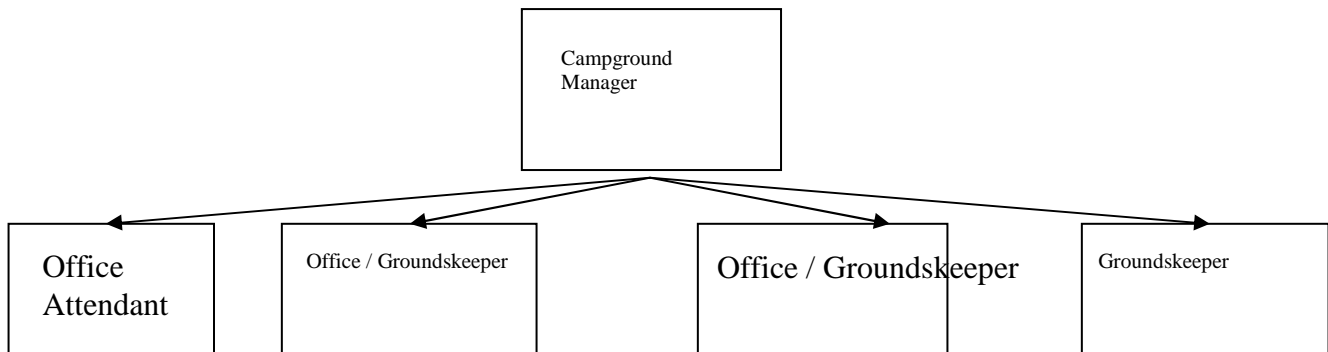 Campground
Manager
Office
Attendant
Office / Groundskeeper
Office / Groundskeeper
Groundskeeper